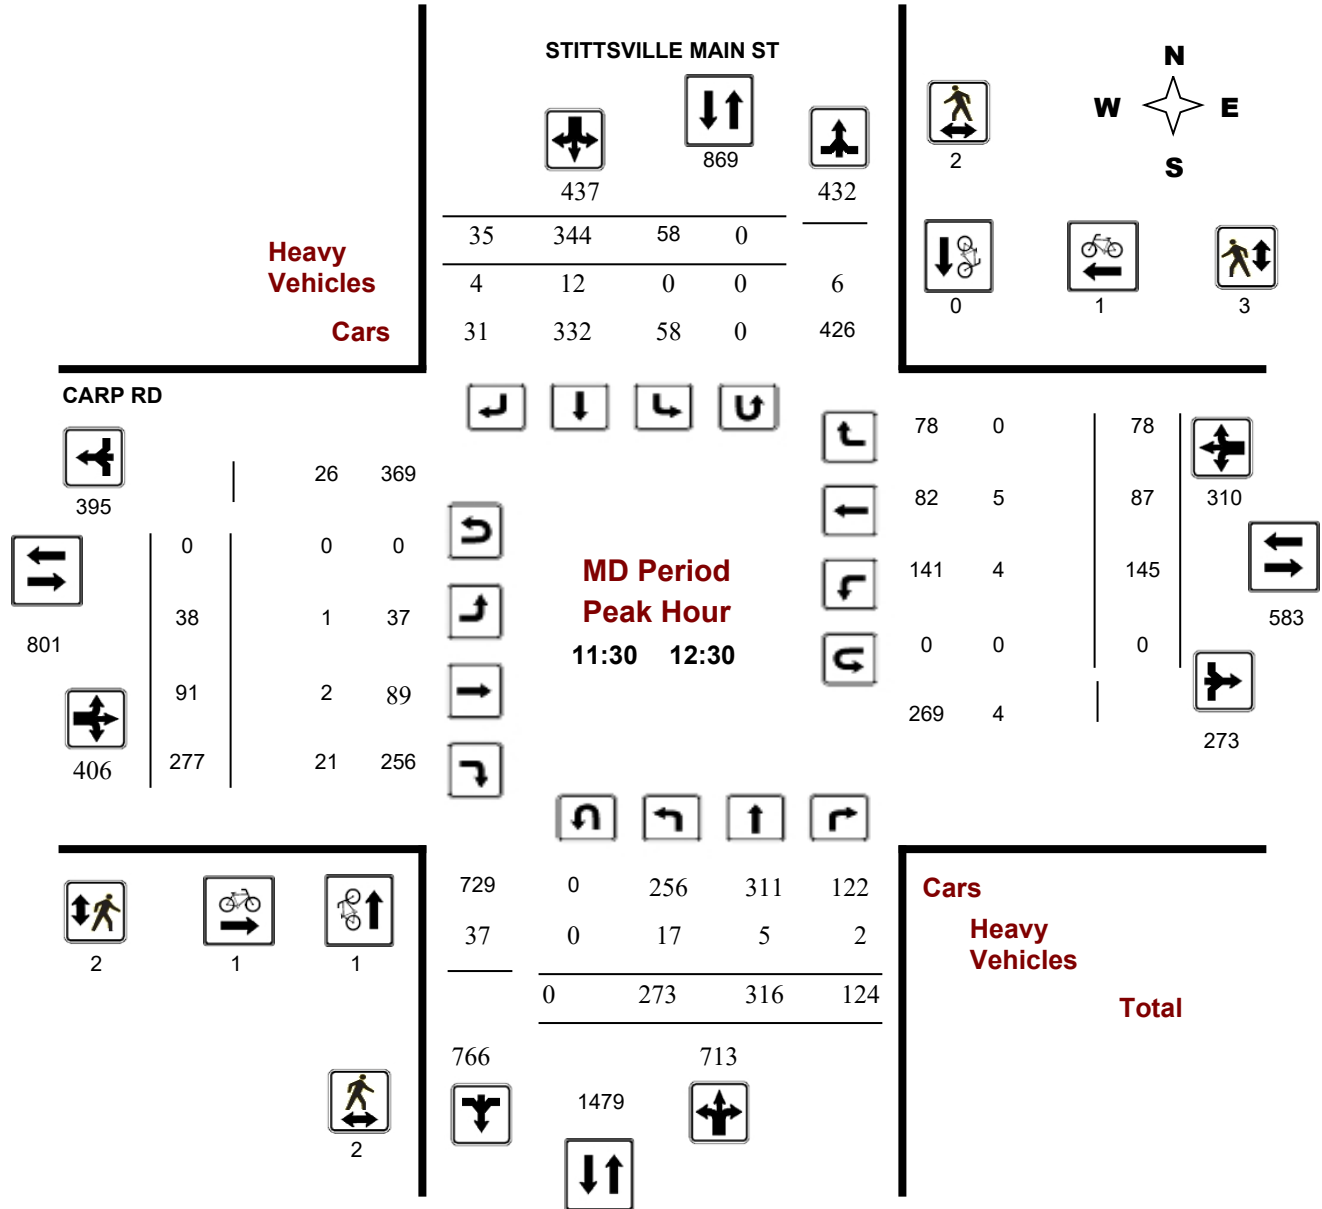 STITTSVILLE MAIN ST
N
W E
S
869
2
437 432
35 344 58 0
Heavy
Vehicles
4 12 0 0 6
0 1 3
Cars
31 332 58 0 426
CARP RD
78 0 78
26 369
395
82 5 87 310
0 0 0
MD Period
141 4 145
38 1 37
Peak Hour
583
801
11:30 12:30
0 0 0
91 2 89
269 4
273
406 277 21 256
729 0 256 311 122
Cars
37 0 17 5 2
Heavy
Vehicles
2 1 1
0 273 316 124
Total
766 713
1479
2